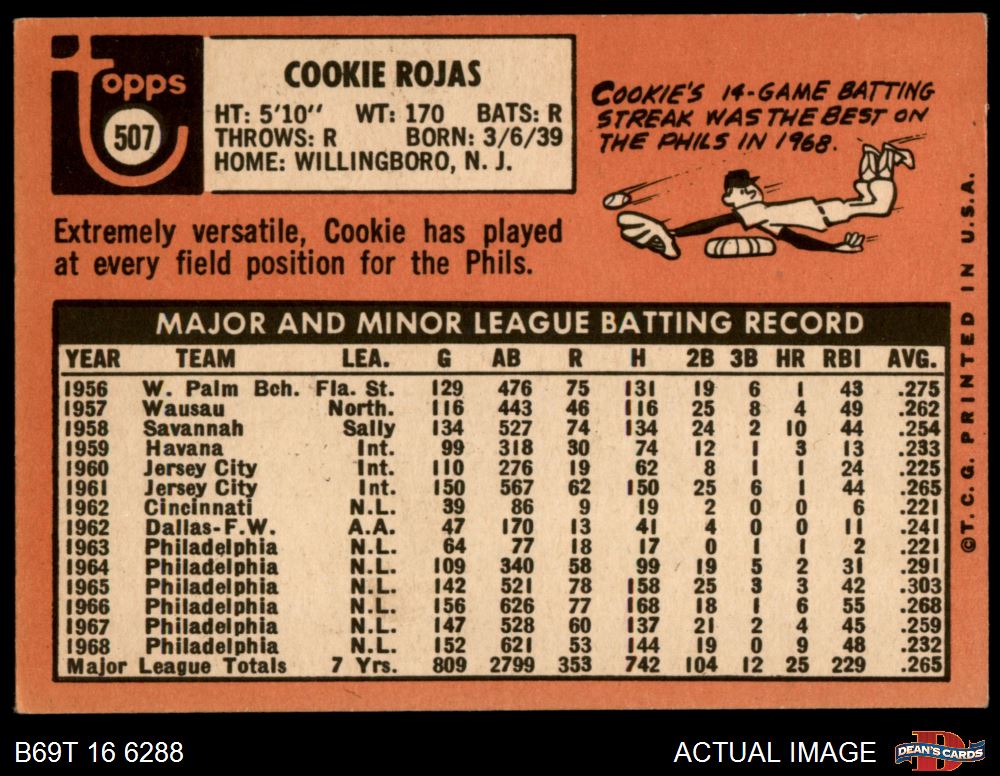 topps
507
COOKIE ROJAS
HT: 5'10'' WT: 170 BATS: R
THROWS: R BORN: 3/6/39
HOME: WILLINGBORO, N. J.
COOKIE'S 14-GAME BATTING
STREAK WAS THE BEST ON
THE PHILS IN 1968.
Extremely versatile, Cookie has played
at every field position for the Phils.
MAJOR AND MINOR LEAGUE BATTING RECORD
YEAR TEAM LEA. G AB R H 2B 3B HR RBI AVG.
1956 W. Palm Bch. Fla. St. 129 476 75 131 19 6 1 43 .275
1957 Wausau North. 116 443 46 116 25 8 4 49 .262
1958 Savannah Sally 134 527 74 134 24 2 10 44 .254
1959 Havana Int. 99 318 30 74 12 1 3 13 .233
1960 Jersey City Int. 110 276 19 62 8 1 1 24 .225
1961 Jersey City Int. 150 567 62 150 25 6 1 44 .265
1962 Cincinnati N.L. 39 86 9 19 2 0 0 6 .221
1962 Dallas-F.W. A.A. 47 170 13 41 4 0 0 11 .241
1963 Philadelphia N.L. 64 77 18 17 0 1 1 2 .221
1964 Philadelphia N.L. 109 340 58 99 19 5 2 31 .291
1965 Philadelphia N.L. 142 521 78 158 25 3 3 42 .303
1966 Philadelphia N.L. 156 626 77 168 18 1 6 55 .268
1967 Philadelphia N.L. 147 528 60 137 21 2 4 45 .259
1968 Philadelphia N.L. 152 621 53 144 19 0 9 48 .232
Major League Totals 7 Yrs. 809 2799 353 742 104 12 25 229 .265
©T.C.G. PRINTED IN U.S.A.
B69T 16 6288
ACTUAL IMAGE
D
DEAN'S CARDS